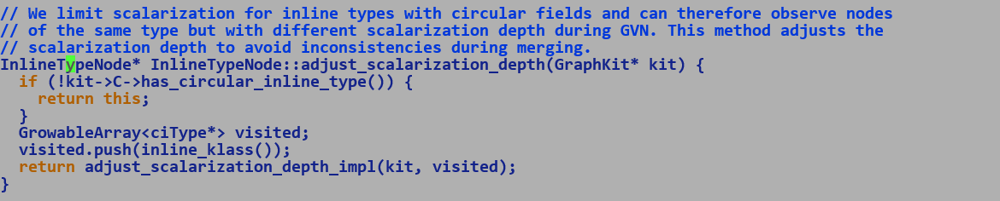 // We limit scalarization for inline types with circular fields and can therefore observe nodes
// of the same type but with different scalarization depth during GVN. This method adjusts the
// scalarization depth to avoid inconsistencies during merging.
InlineTypeNode* InlineTypeNode::adjust_scalarization_depth(GraphKit* kit) {
  if (!kit->C->has_circular_inline_type()) {
    return this;
  }
  GrowableArray<ciType*> visited;
  visited.push(inline_klass());
  return adjust_scalarization_depth_impl(kit, visited);
}